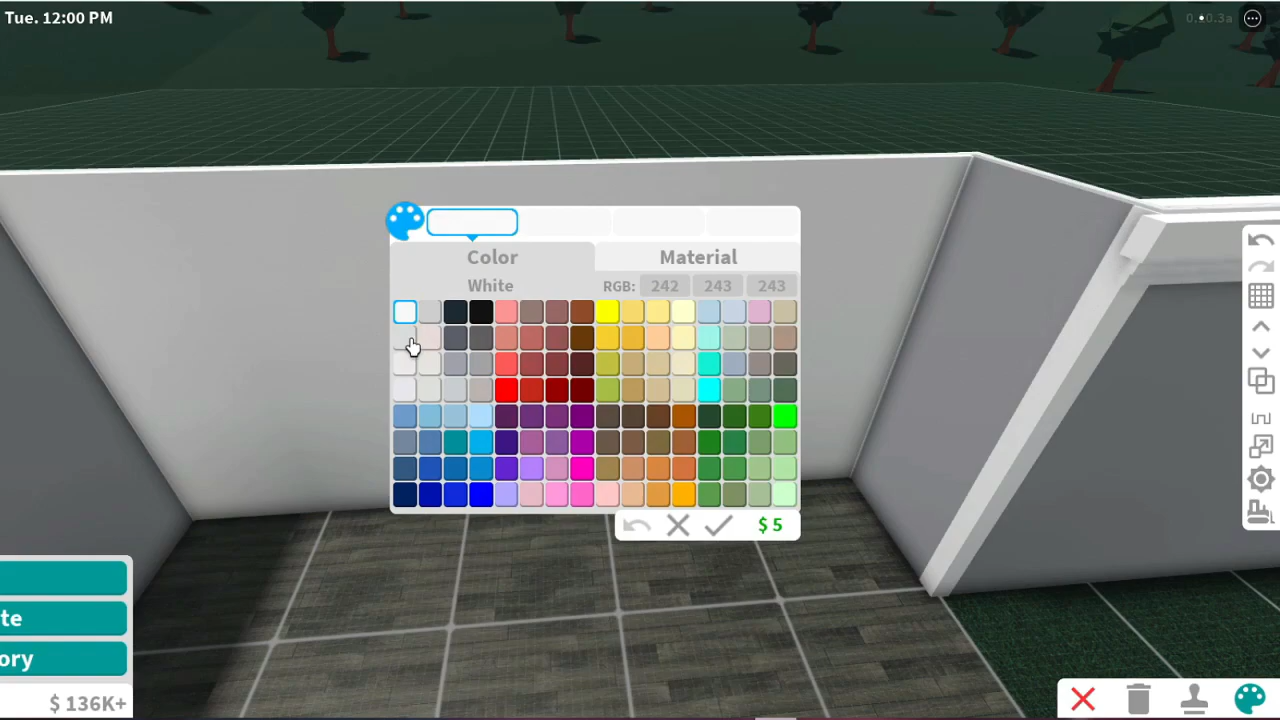 Tue. 12:00 PM
Color
Material
White
RGB: 242 243 243
$ 5
te
ory
$ 136K+